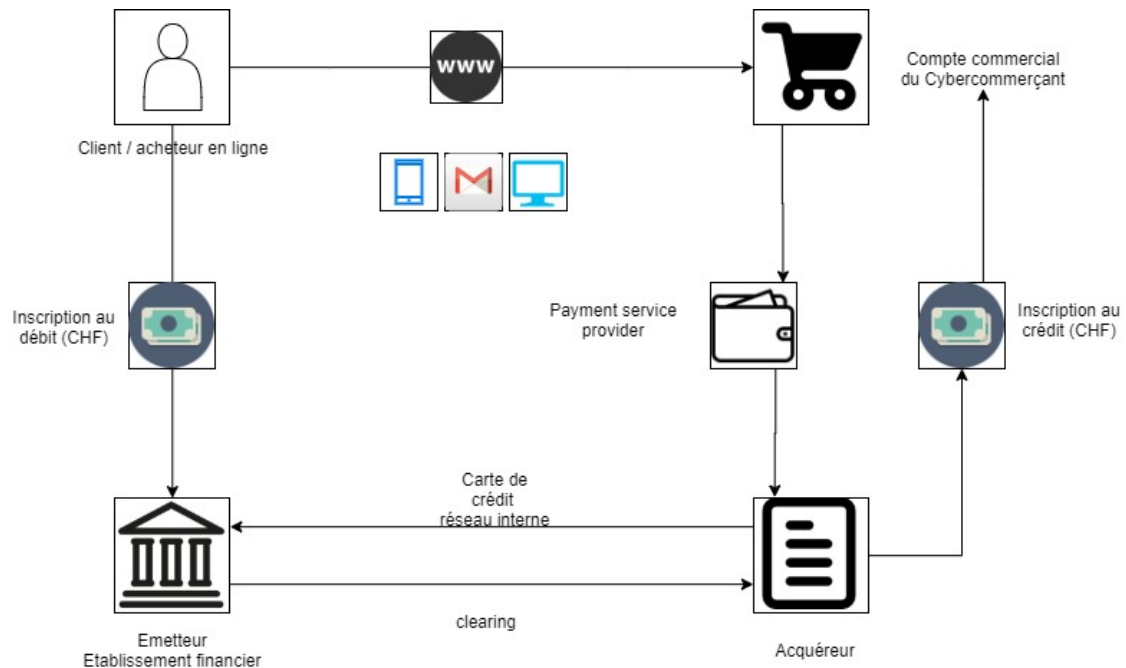 www
Compte commercial
du Cybercommerçant
Client / acheteur en ligne
Inscription au
débit (CHF)
Payment service
provider
Inscription au
crédit (CHF)
Carte de
crédit
réseau interne
clearing
Emetteur
Etablissement financier
Acquéreur